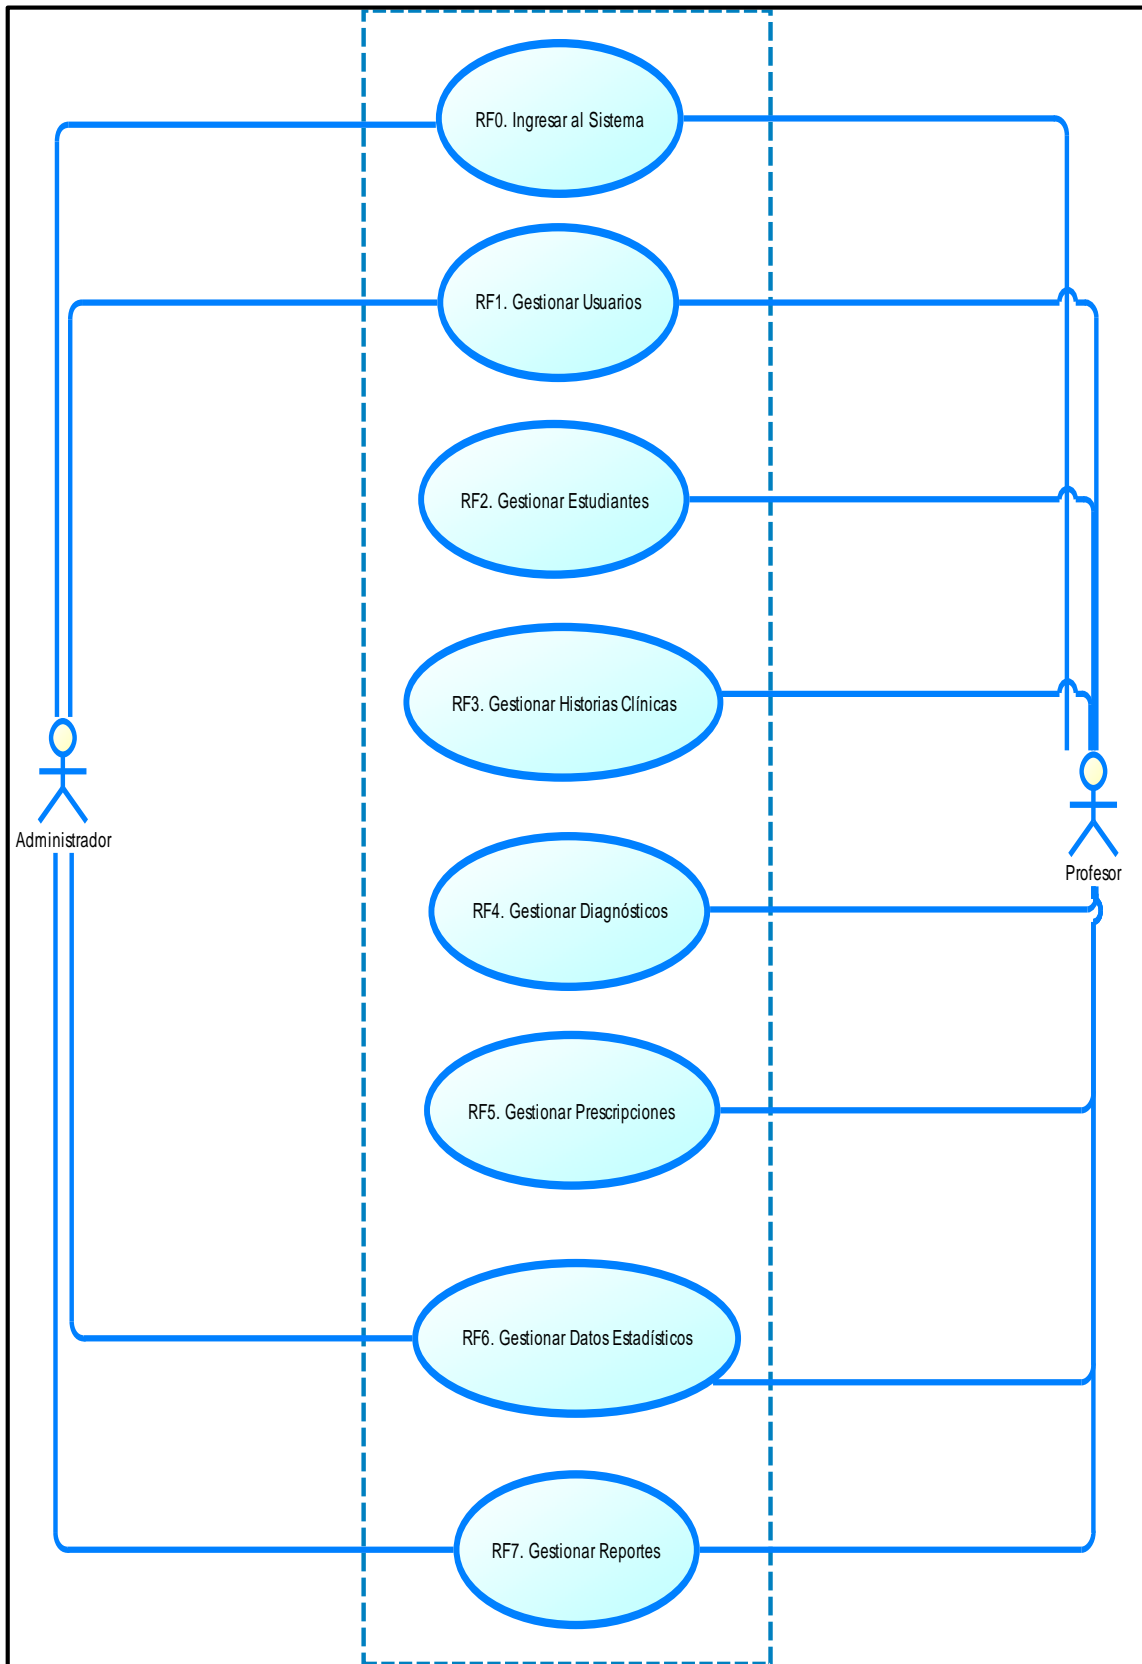 RF0. Ingresar al Sistema
RF1. Gestionar Usuarios
RF2. Gestionar Estudiantes
RF3. Gestionar Historias Clínicas
Administrador
Profesor
RF4. Gestionar Diagnósticos
RF5. Gestionar Prescripciones
RF6. Gestionar Datos Estadísticos
RF7. Gestionar Reportes